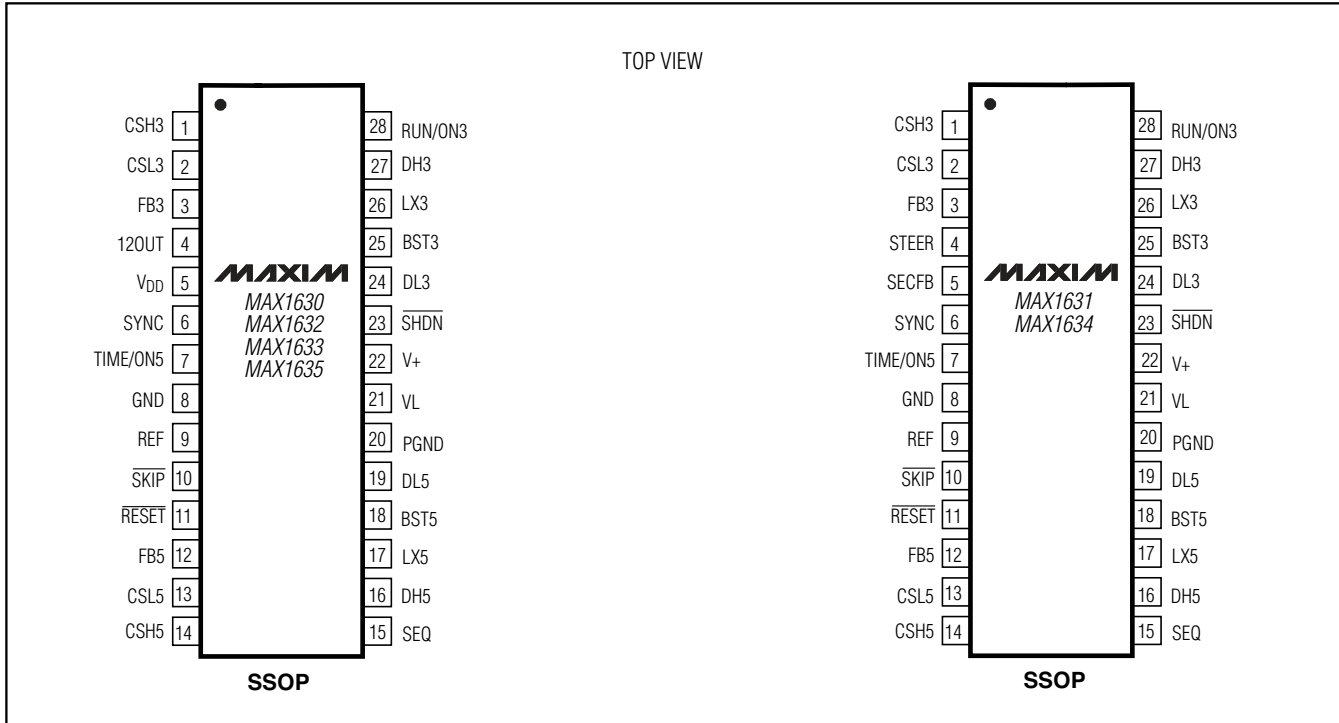 TOP VIEW
CSH3 1
CSL3 2
FB3 3
12OUT 4
VDD 5
SYNC 6
TIME/ON5 7
GND 8
REF 9
SKIP 10
RESET 11
FB5 12
CSL5 13
CSH5 14
MAXIM
MAX1630
MAX1632
MAX1633
MAX1635
28 RUN/ON3
27 DH3
26 LX3
25 BST3
24 DL3
23 SHDN
22 V+
21 VL
20 PGND
19 DL5
18 BST5
17 LX5
16 DH5
15 SEQ
SSOP
CSH3 1
CSL3 2
FB3 3
STEER 4
SECFB 5
SYNC 6
TIME/ON5 7
GND 8
REF 9
SKIP 10
RESET 11
FB5 12
CSL5 13
CSH5 14
MAXIM
MAX1631
MAX1634
28 RUN/ON3
27 DH3
26 LX3
25 BST3
24 DL3
23 SHDN
22 V+
21 VL
20 PGND
19 DL5
18 BST5
17 LX5
16 DH5
15 SEQ
SSOP